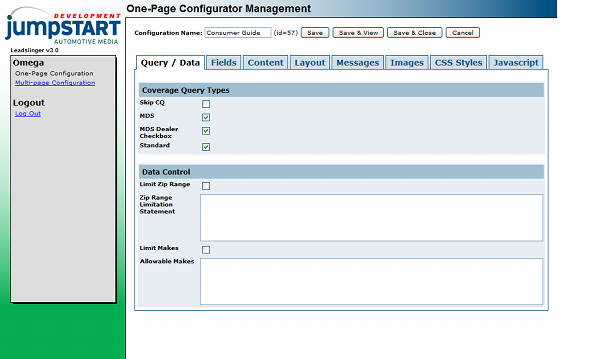 DEVELOPMENT
jumpSTART
AUTOMOTIVE MEDIA
Leadslinger v3.0
Omega
One-Page Configuration
Multi-page Configuration
Logout
Log Out
One-Page Configurator Management
Configuration Name: Consumer Guide (id=57) Save Save & View Save & Close Cancel
Query / Data Fields Content Layout Messages Images CSS Styles Javascript
Coverage Query Types
Skip CQ
MDS
MDS Dealer
Checkbox
Standard
Data Control
Limit Zip Range
Zip Range
Limitation
Statement
Limit Makes
Allowable Makes